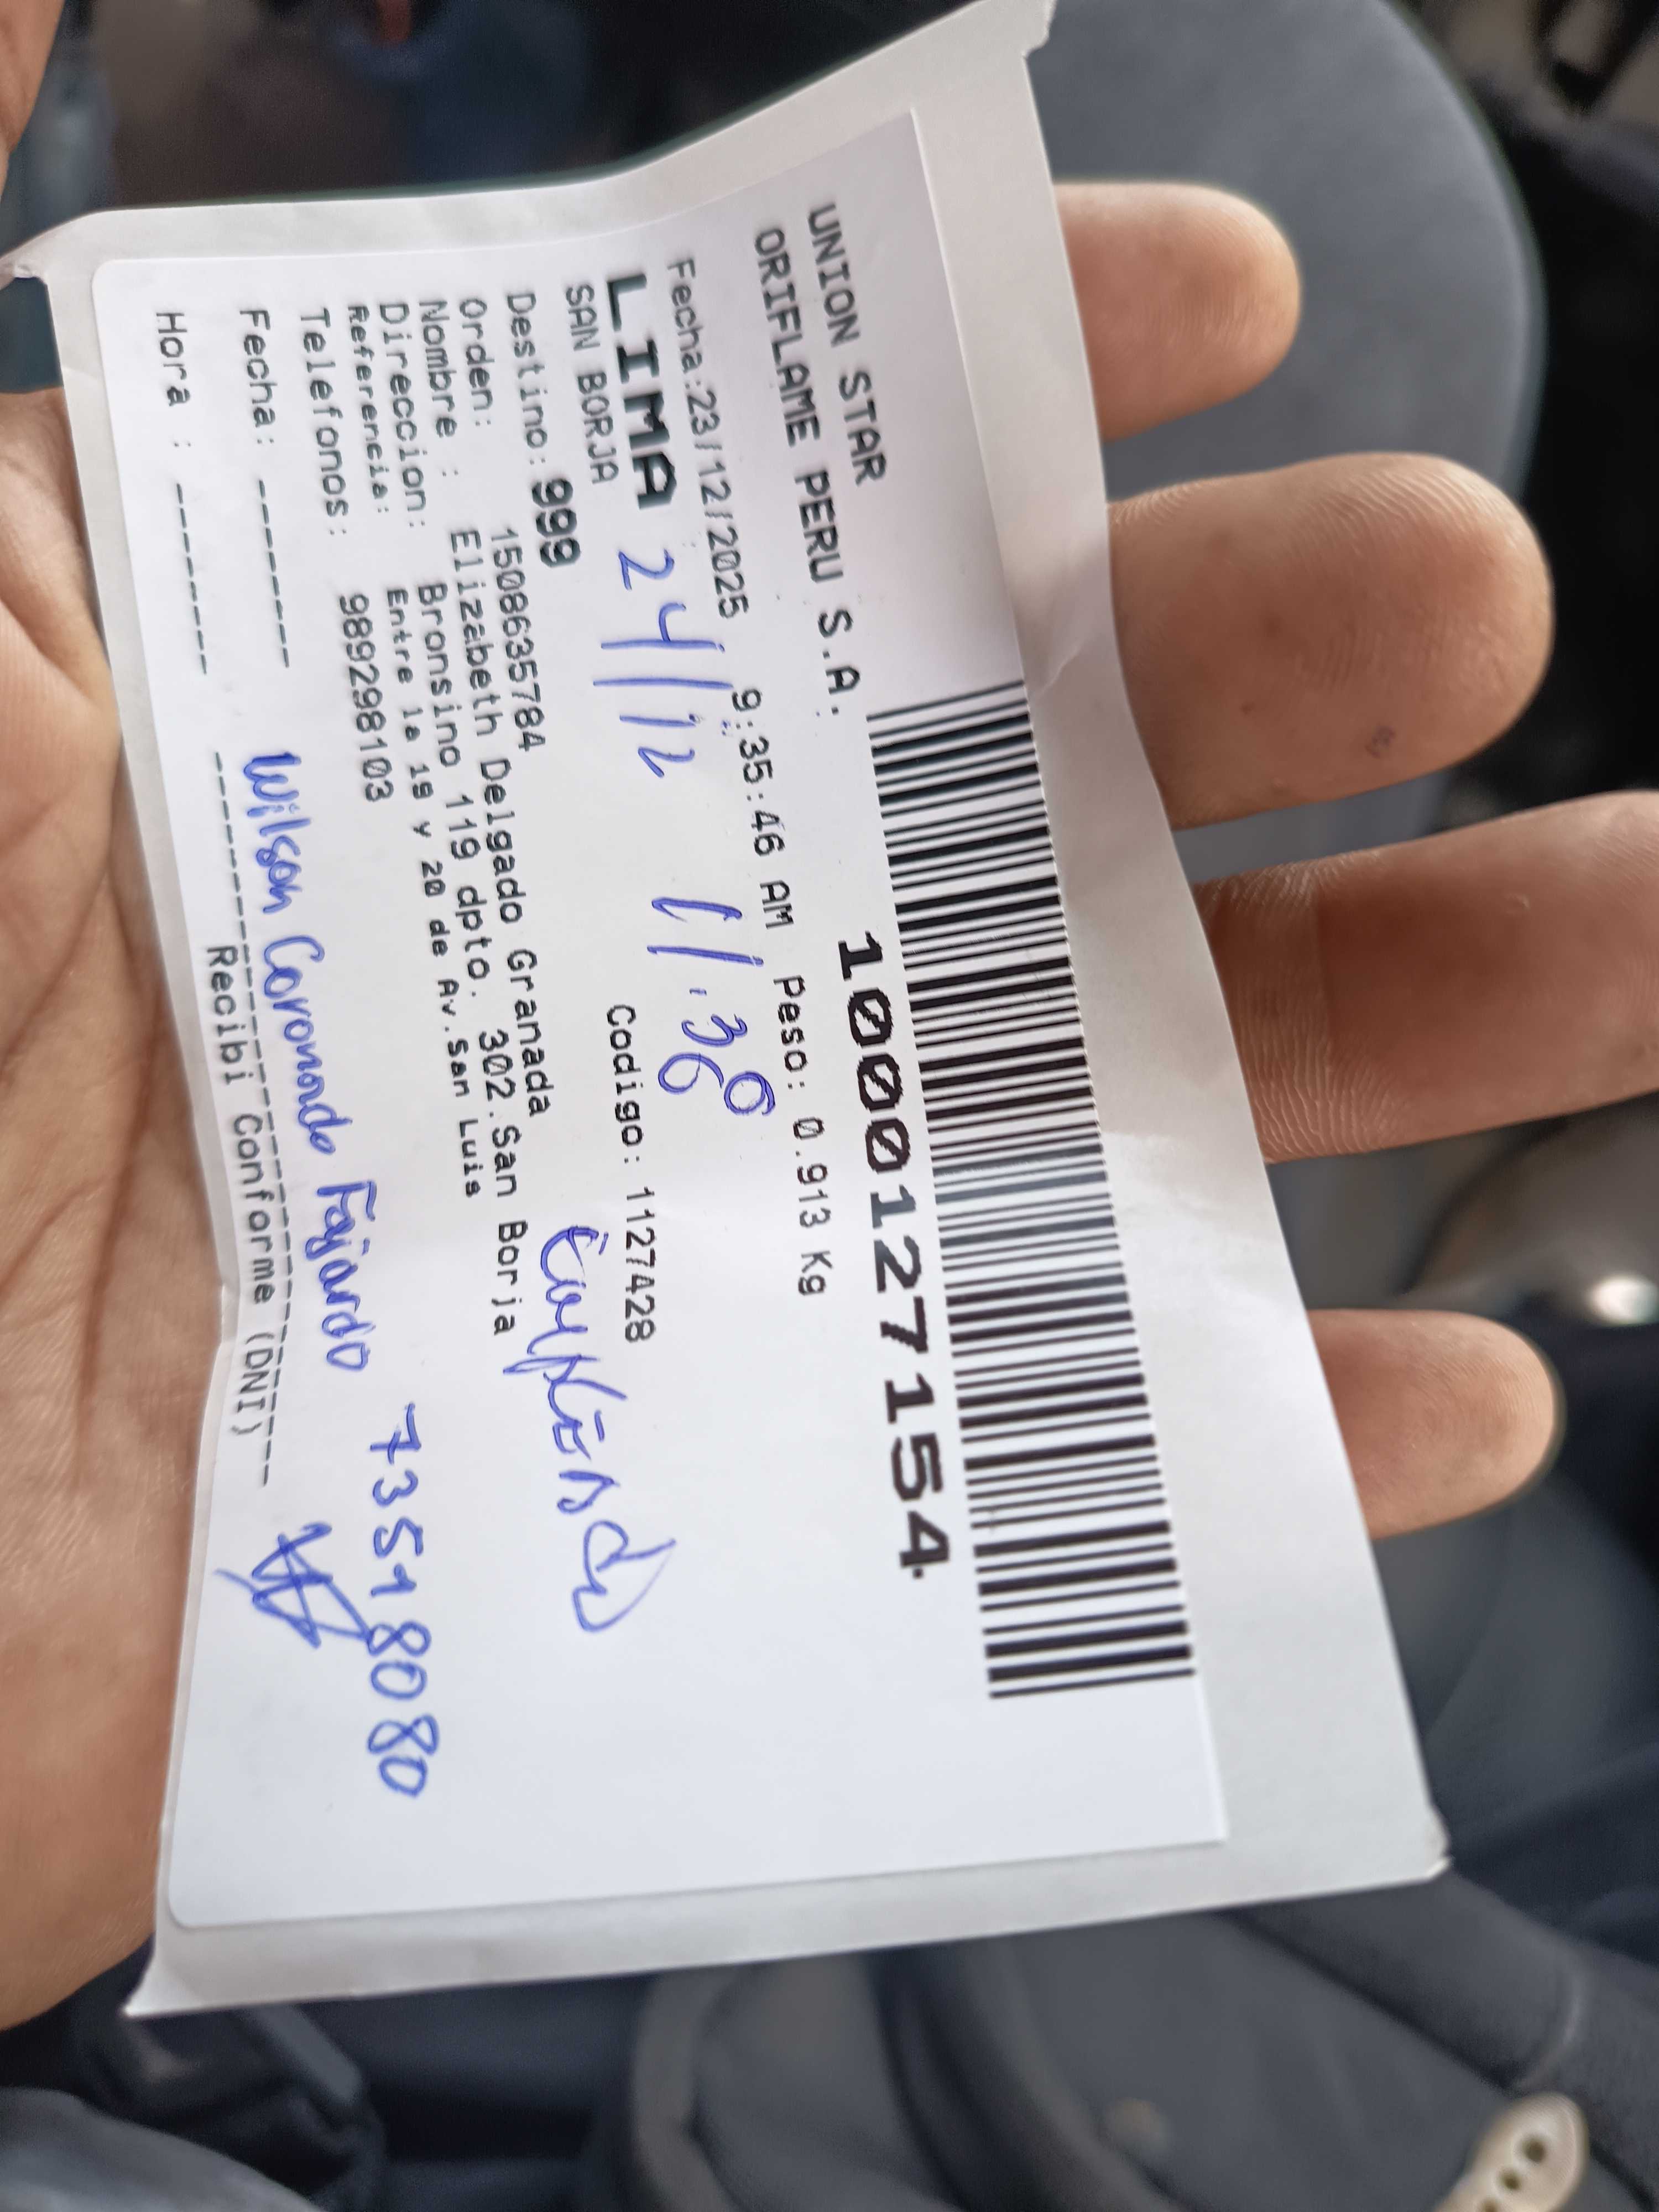 UNION STAR
ORIFLAME PERU S.A.
10001127154
Fecha:23/12/2025 9:35:46 AM Peso: 0.913 Kg
LIMA 24/12 11.36
SAN BORJA Codigo: 1127428
Destino: 999
Orden: 1508635784
Nombre : Elizabeth Delgado Granada
Direccion: Bronsino 119 dpto. 302.San Borja
Referencia: Entre la 19 y 20 de Av.san Luis
Telefonos: 989298103
73518080
Fecha: ------- Wilson Coronado Fajardo
Hora : -------
Recibi Conforme (DNI)